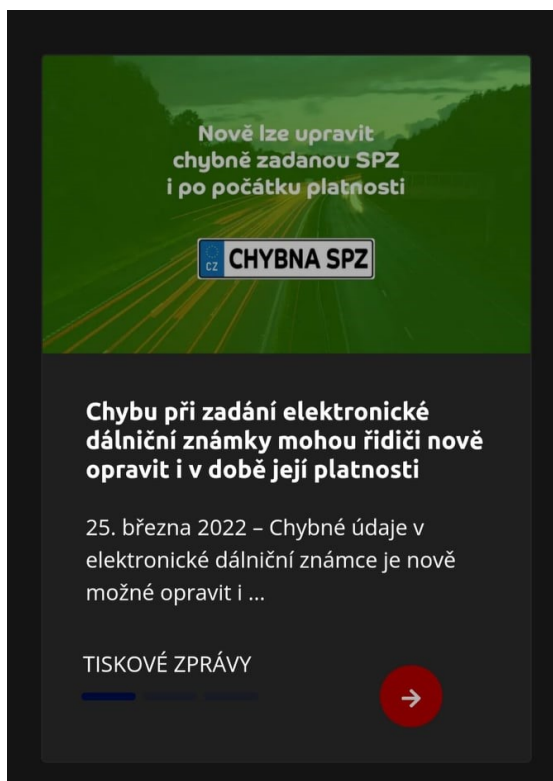 Nově lze upravit
chybně zadanou SPZ
i po počátku platnosti
CZ CHYBNA SPZ
Chybu při zadání elektronické
dálniční známky mohou řidiči nově
opravit i v době její platnosti
25. března 2022 – Chybné údaje v
elektronické dálniční známce je nově
možné opravit i ...
TISKOVÉ ZPRÁVY